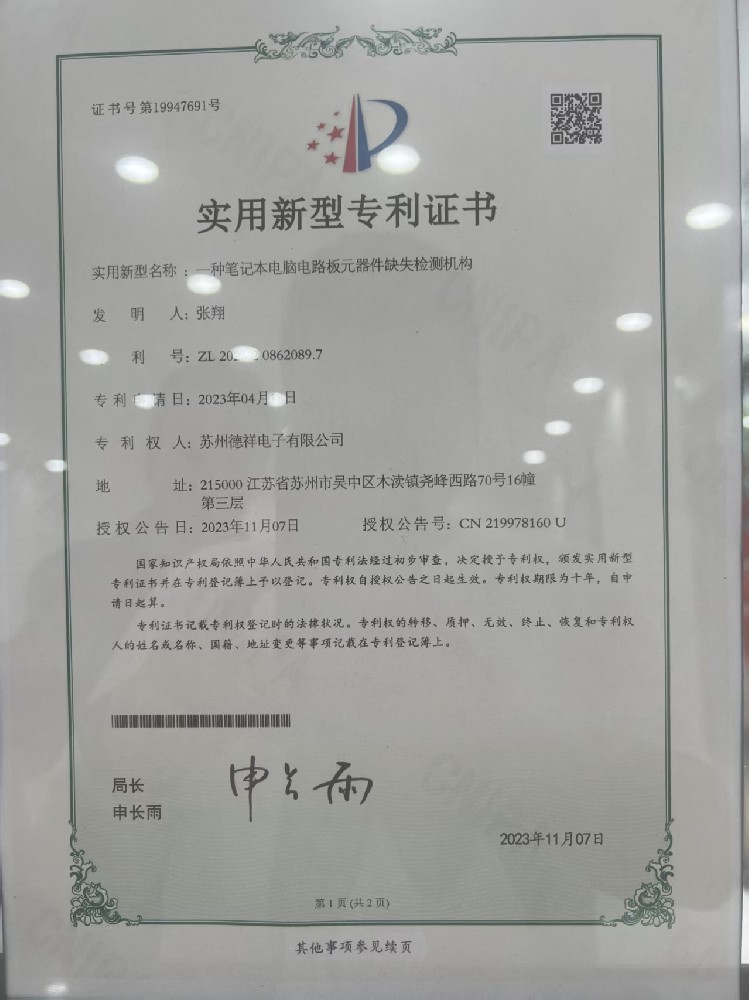 证书号第19947691号
实用新型专利证书
实用新型名称：一种笔记本电脑电路板元器件缺失检测机构
发明人：张翔
利号：ZL 20 0862089.7
专利 请日：2023年04月 日
专利权人：苏州德祥电子有限公司
地址：215000 江苏省苏州市吴中区木渎镇尧峰西路70号16幢
第三层
授权公告日：2023年11月07日 授权公告号：CN 219978160 U
国家知识产权局依照中华人民共和国专利法经过初步审查，决定授予专利权，颁发实用新型
专利证书并在专利登记簿上予以登记。专利权自授权公告之日起生效。专利权期限为十年，自申
请日起算。
专利证书记载专利权登记时的法律状况。专利权的转移、质押、无效、终止、恢复和专利权
人的姓名或名称、国籍、地址变更等事项记载在专利登记簿上。
局长
申长雨
申长雨
2023年11月07日
第1页(共2页)
其他事项参见续页